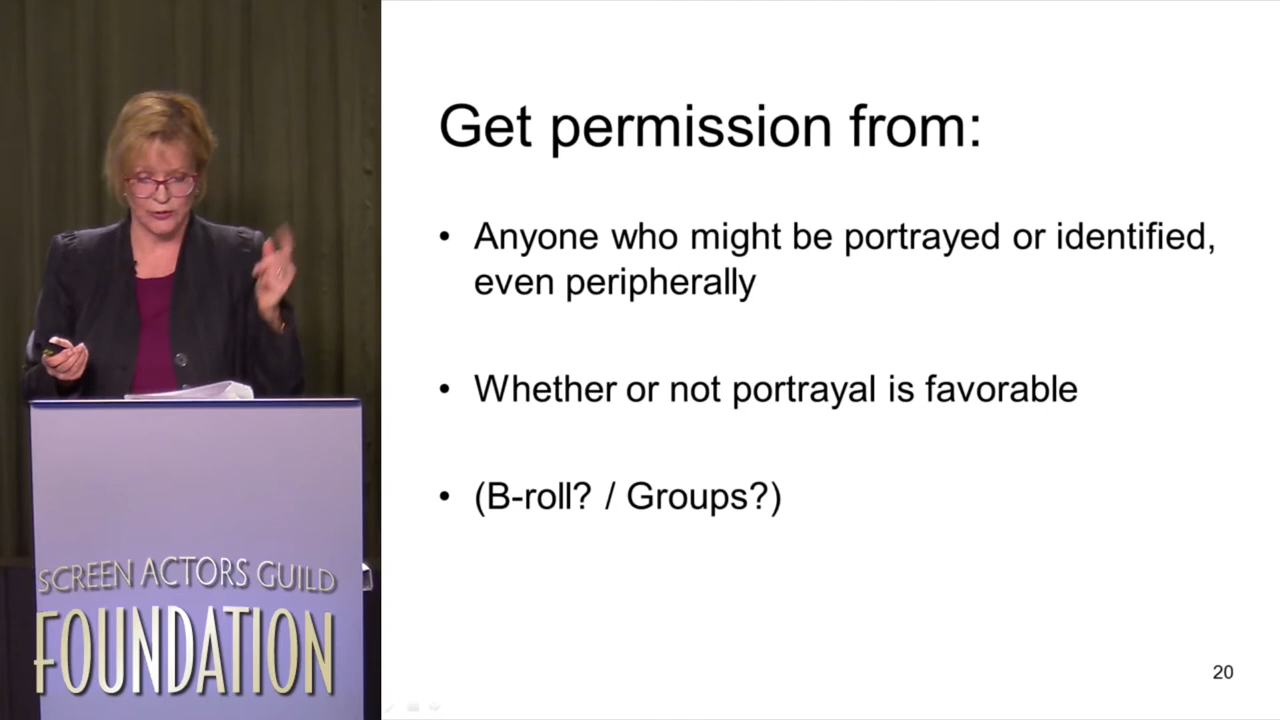 Get permission from:
• Anyone who might be portrayed or identified,
even peripherally
• Whether or not portrayal is favorable
• (B-roll? / Groups?)
20
SCREEN ACTORS GUILD
FOUNDATION